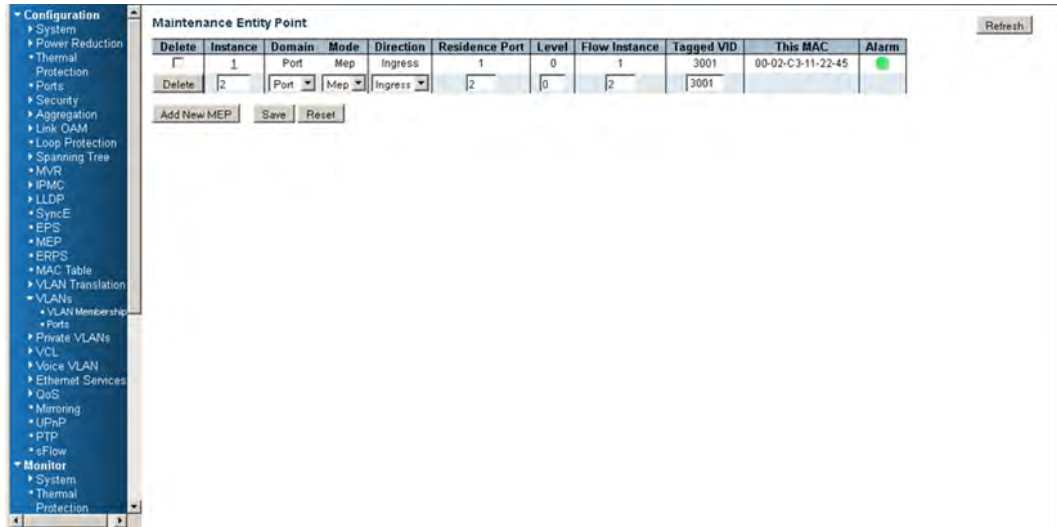 Configuration
System
Power Reduction
Thermal
Protection
Ports
Security
Aggregation
Link OAM
Loop Protection
Spanning Tree
MVR
IPMC
LLDP
SyncE
EPS
MEP
ERPS
MAC Table
VLAN Translation
VLANs
VLAN Membership
Ports
Private VLANs
VCL
Voice VLAN
Ethernet Services
QoS
Mirroring
UPnP
PTP
sFlow
Monitor
System
Thermal
Protection
Maintenance Entity Point
Refresh
Delete Instance Domain Mode Direction Residence Port Level Flow Instance Tagged VID This MAC Alarm
1 Port Mep Ingress 1 0 1 3001 00-02-C3-11-22-45
Delete 2 Port Mep Ingress 2 0 2 3001
Add New MEP Save Reset